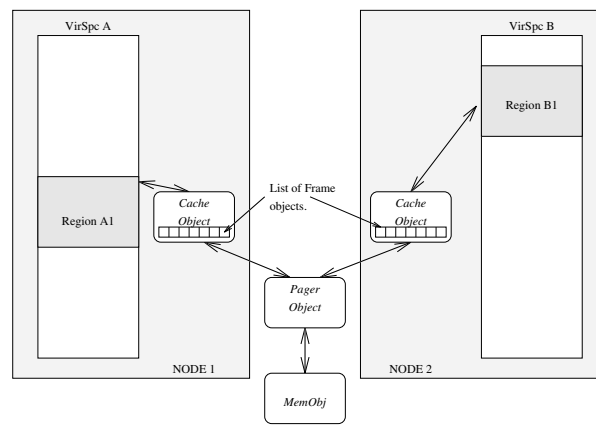 VirSpc A
VirSpc B
Region B1
Cache
Object
List of Frame
objects.
Cache
Object
Region A1
Pager
Object
NODE 1
NODE 2
MemObj